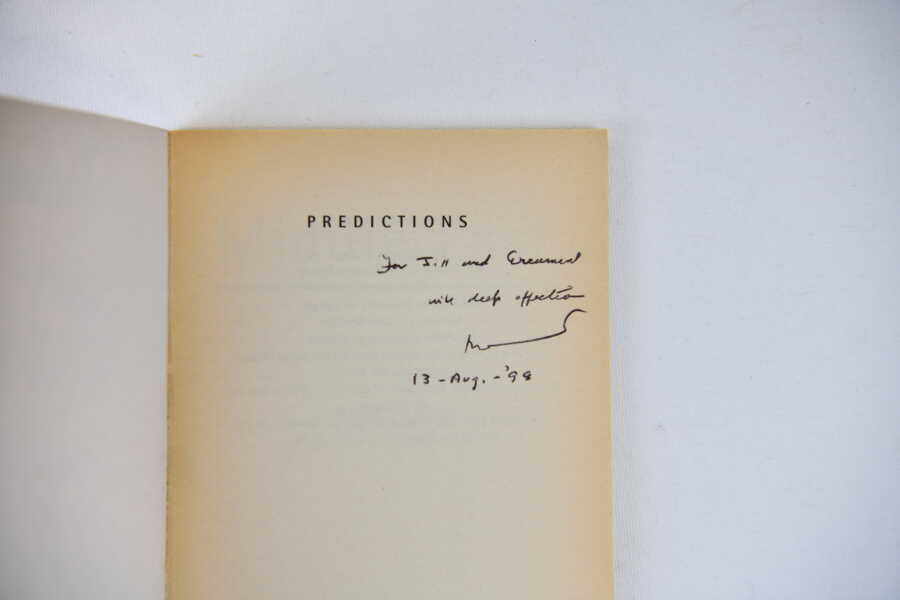 PREDICTIONS
For Jill and
with deep affection
13-Aug.-'98